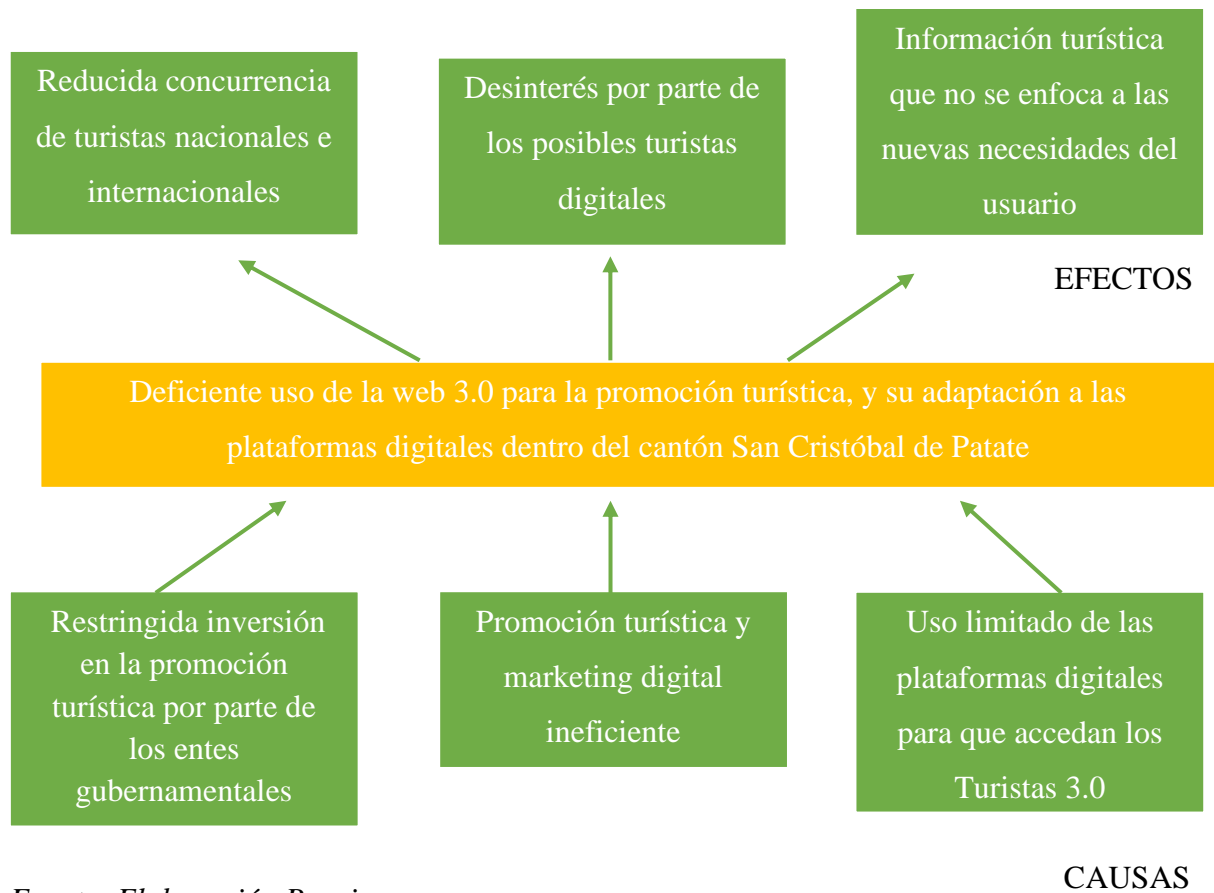 Reducida concurrencia
de turistas nacionales e
internacionales
Desinterés por parte de
los posibles turistas
digitales
Información turística
que no se enfoca a las
nuevas necesidades del
usuario
EFECTOS
Deficiente uso de la web 3.0 para la promoción turística, y su adaptación a las
plataformas digitales dentro del cantón San Cristóbal de Patate
Restringida inversión
en la promoción
turística por parte de
los entes
gubernamentales
Promoción turística y
marketing digital
ineficiente
Uso limitado de las
plataformas digitales
para que accedan los
Turistas 3.0
CAUSAS